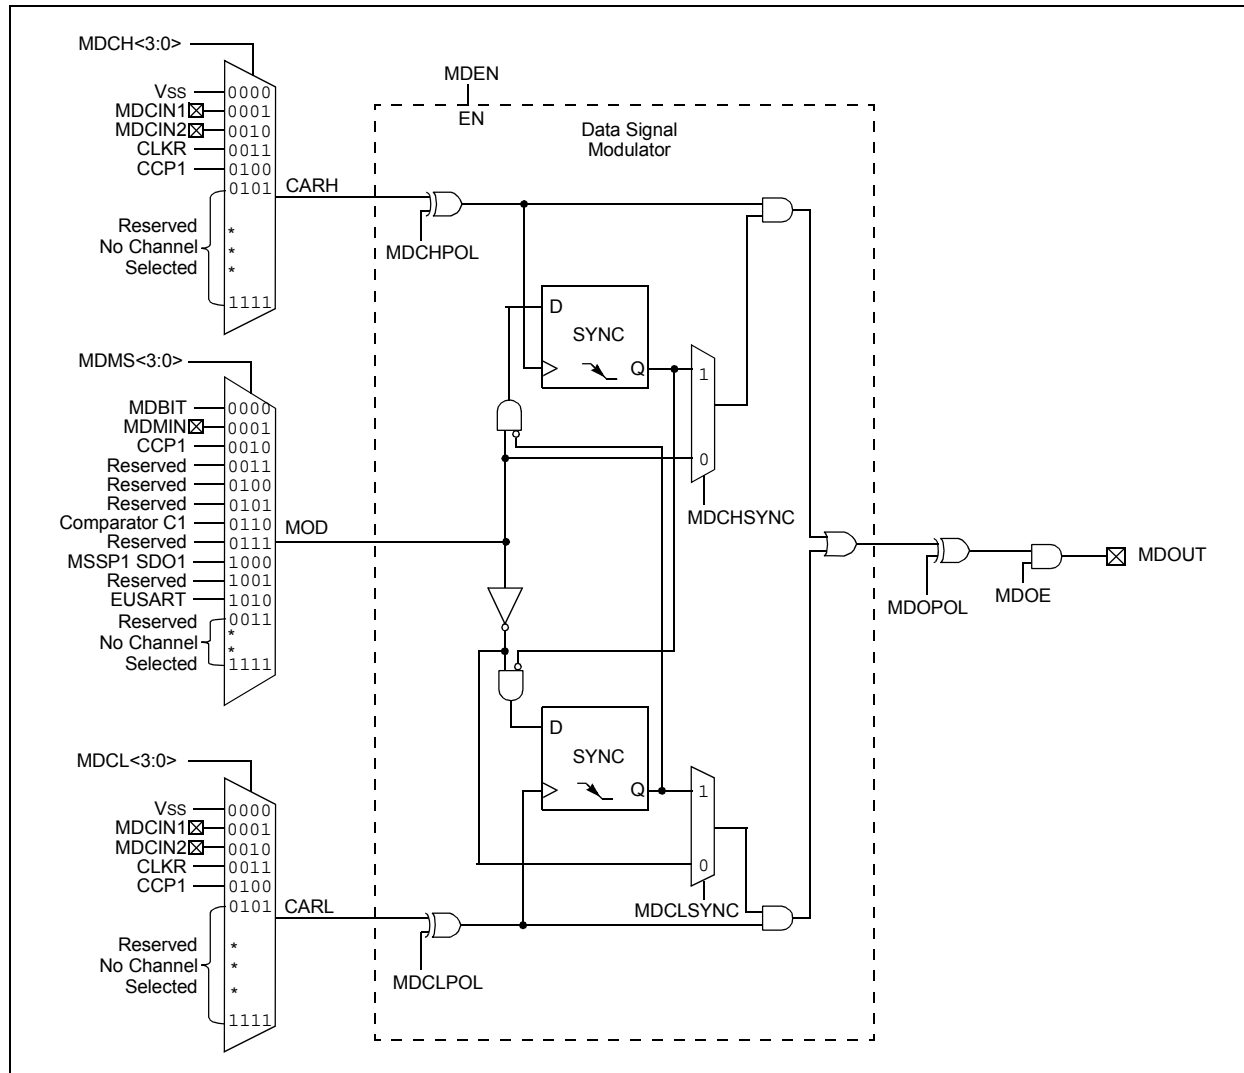 MDCH<3:0>
VSS 0000
MDCIN1 0001
MDCIN2 0010
CLKR 0011
CCP1 0100
0101
CARH
Reserved *
No Channel *
Selected *
1111
MDMS<3:0>
MDBIT 0000
MDMIN 0001
CCP1 0010
Reserved 0011
Reserved 0100
Reserved 0101
Comparator C1 0110
Reserved 0111
MOD
MSSP1 SDO1 1000
Reserved 1001
EUSART 1010
Reserved 0011
No Channel *
*
Selected 1111
MDCL<3:0>
VSS 0000
MDCIN1 0001
MDCIN2 0010
CLKR 0011
CCP1 0100
0101
CARL
Reserved *
No Channel *
Selected *
1111
MDEN
EN
Data Signal
Modulator
MDCHPOL
D
SYNC
Q
1
0
MDCHSYNC
D
SYNC
Q
1
0
MDCLSYNC
MDCLPOL
MDOPOL
MDOE
MDOUT